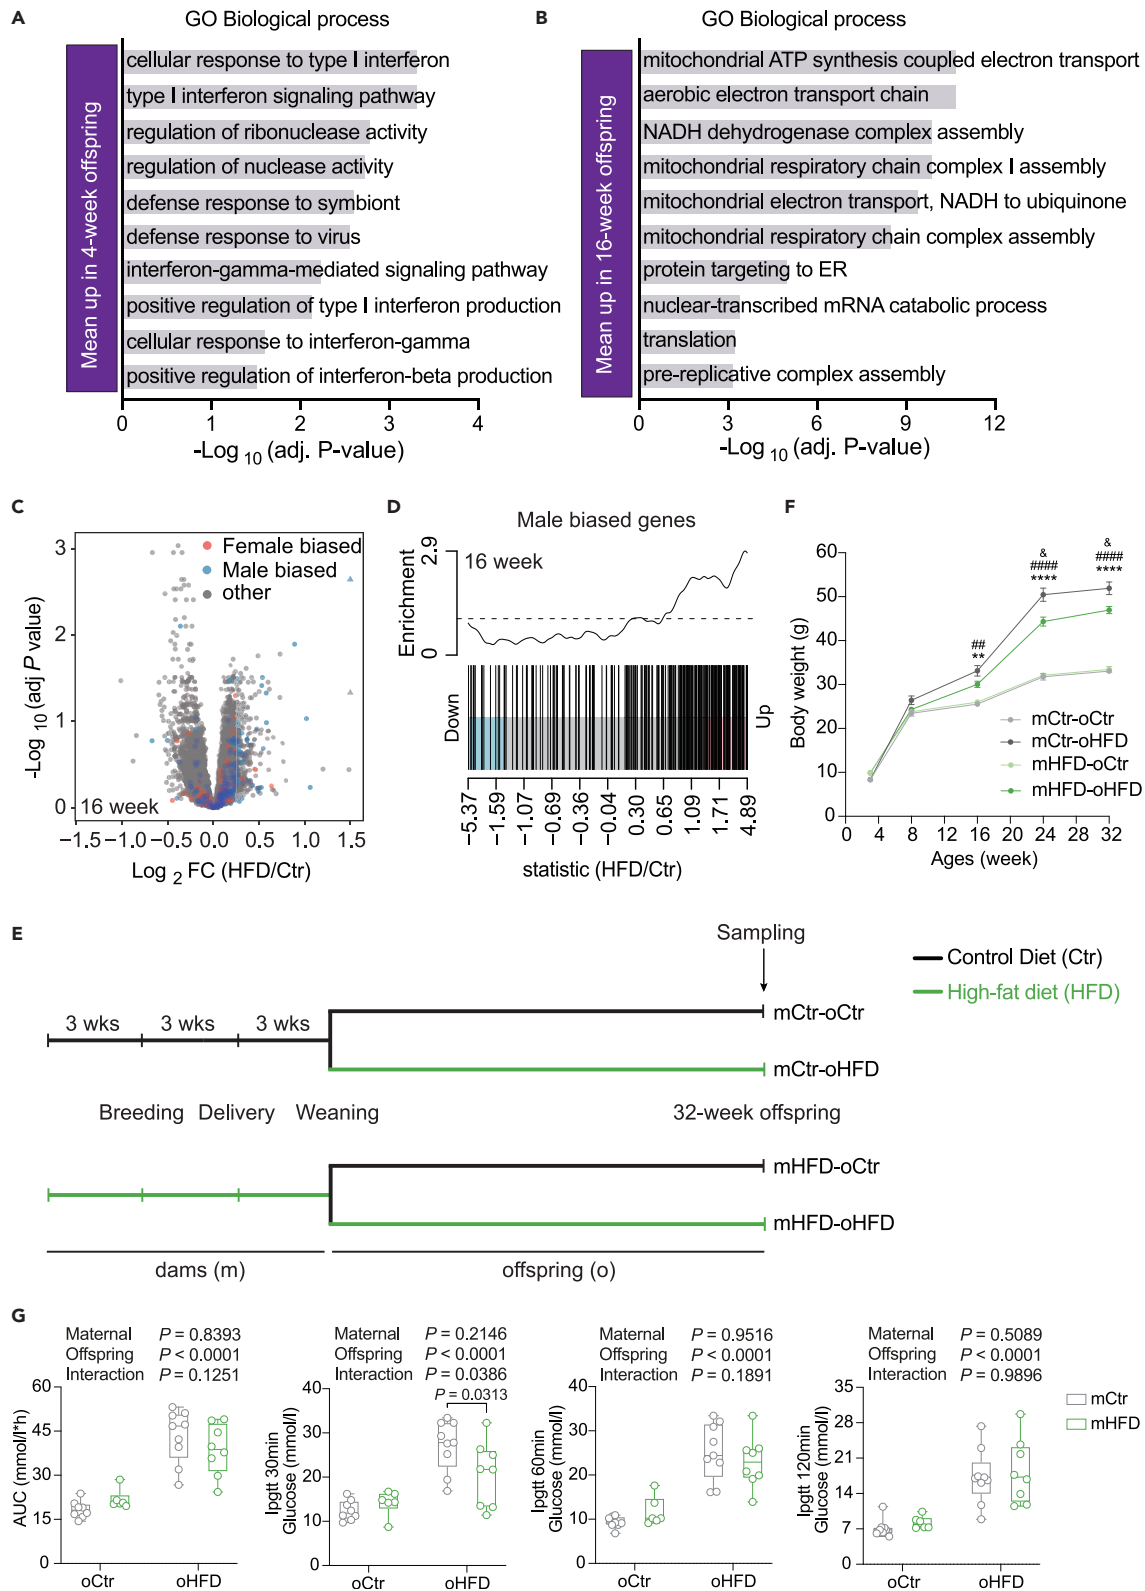 A
GO Biological process
Mean up in 4-week offspring
cellular response to type I interferon
type I interferon signaling pathway
regulation of ribonuclease activity
regulation of nuclease activity
defense response to symbiont
defense response to virus
interferon-gamma-mediated signaling pathway
positive regulation of type I interferon production
cellular response to interferon-gamma
positive regulation of interferon-beta production
0 1 2 3 4
-Log 10 (adj. P-value)
B
GO Biological process
Mean up in 16-week offspring
mitochondrial ATP synthesis coupled electron transport
aerobic electron transport chain
NADH dehydrogenase complex assembly
mitochondrial respiratory chain complex I assembly
mitochondrial electron transport, NADH to ubiquinone
mitochondrial respiratory chain complex assembly
protein targeting to ER
nuclear-transcribed mRNA catabolic process
translation
pre-replicative complex assembly
0 3 6 9 12
-Log 10 (adj. P-value)
C
Female biased
Male biased
other
-Log 10 (adj P value)
3
2
1
0
16 week
−1.5 −1.0 −0.5 0.0 0.5 1.0 1.5
Log 2 FC (HFD/Ctr)
D
Male biased genes
16 week
Enrichment
2.9
0
Down
Up
−5.37 −1.59 −1.07 −0.69 −0.36 −0.04 0.30 0.65 1.09 1.71 4.89
statistic (HFD/Ctr)
F
Body weight (g)
60
50
40
30
20
10
0
##
**
&
####
****
&
####
****
mCtr-oCtr
mCtr-oHFD
mHFD-oCtr
mHFD-oHFD
0 4 8 12 16 20 24 28 32
Ages (week)
E
Sampling
Control Diet (Ctr)
High-fat diet (HFD)
3 wks 3 wks 3 wks
mCtr-oCtr
mCtr-oHFD
Breeding Delivery Weaning 32-week offspring
mHFD-oCtr
mHFD-oHFD
dams (m) offspring (o)
G
Maternal P = 0.8393
Offspring P < 0.0001
Interaction P = 0.1251
AUC (mmol/l*h)
60
45
30
15
0
oCtr oHFD
Maternal P = 0.2146
Offspring P < 0.0001
Interaction P = 0.0386
P = 0.0313
Ipgtt 30min
Glucose (mmol/l)
40
30
20
10
0
oCtr oHFD
Maternal P = 0.9516
Offspring P < 0.0001
Interaction P = 0.1891
Ipgtt 60min
Glucose (mmol/l)
40
30
20
10
0
oCtr oHFD
Maternal P = 0.5089
Offspring P < 0.0001
Interaction P = 0.9896
Ipgtt 120min
Glucose (mmol/l)
35
28
21
14
7
0
oCtr oHFD
mCtr
mHFD